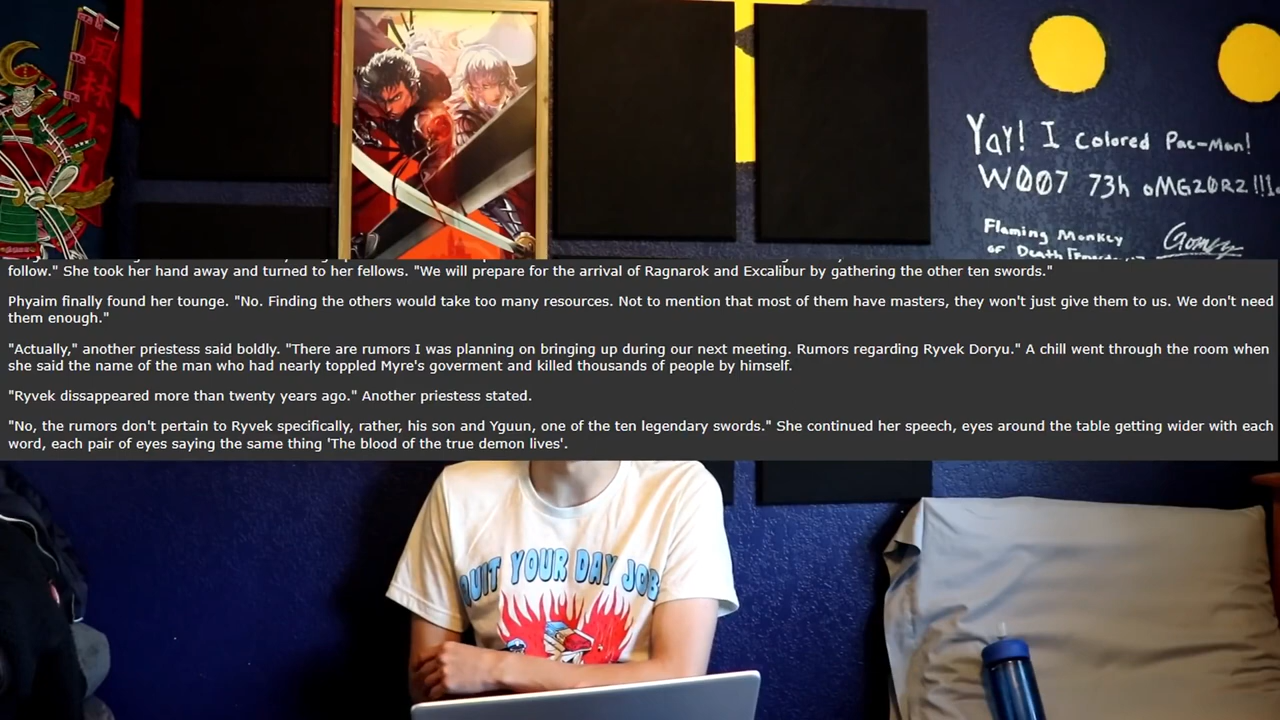 風林火
Yay! I Colored Pac-Man!
W007 73h oMG2ORZ !!1
Flaming Monkey
of Death
follow." She took her hand away and turned to her fellows. "We will prepare for the arrival of Ragnarok and Excalibur by gathering the other ten swords."
Phyaim finally found her tounge. "No. Finding the others would take too many resources. Not to mention that most of them have masters, they won't just give them to us. We don't need
them enough."
"Actually," another priestess said boldly. "There are rumors I was planning on bringing up during our next meeting. Rumors regarding Ryvek Doryu." A chill went through the room when
she said the name of the man who had nearly toppled Myre's goverment and killed thousands of people by himself.
"Ryvek dissappeared more than twenty years ago." Another priestess stated.
"No, the rumors don't pertain to Ryvek specifically, rather, his son and Yguun, one of the ten legendary swords." She continued her speech, eyes around the table getting wider with each
word, each pair of eyes saying the same thing 'The blood of the true demon lives'.
QUIT YOUR DAY JOB